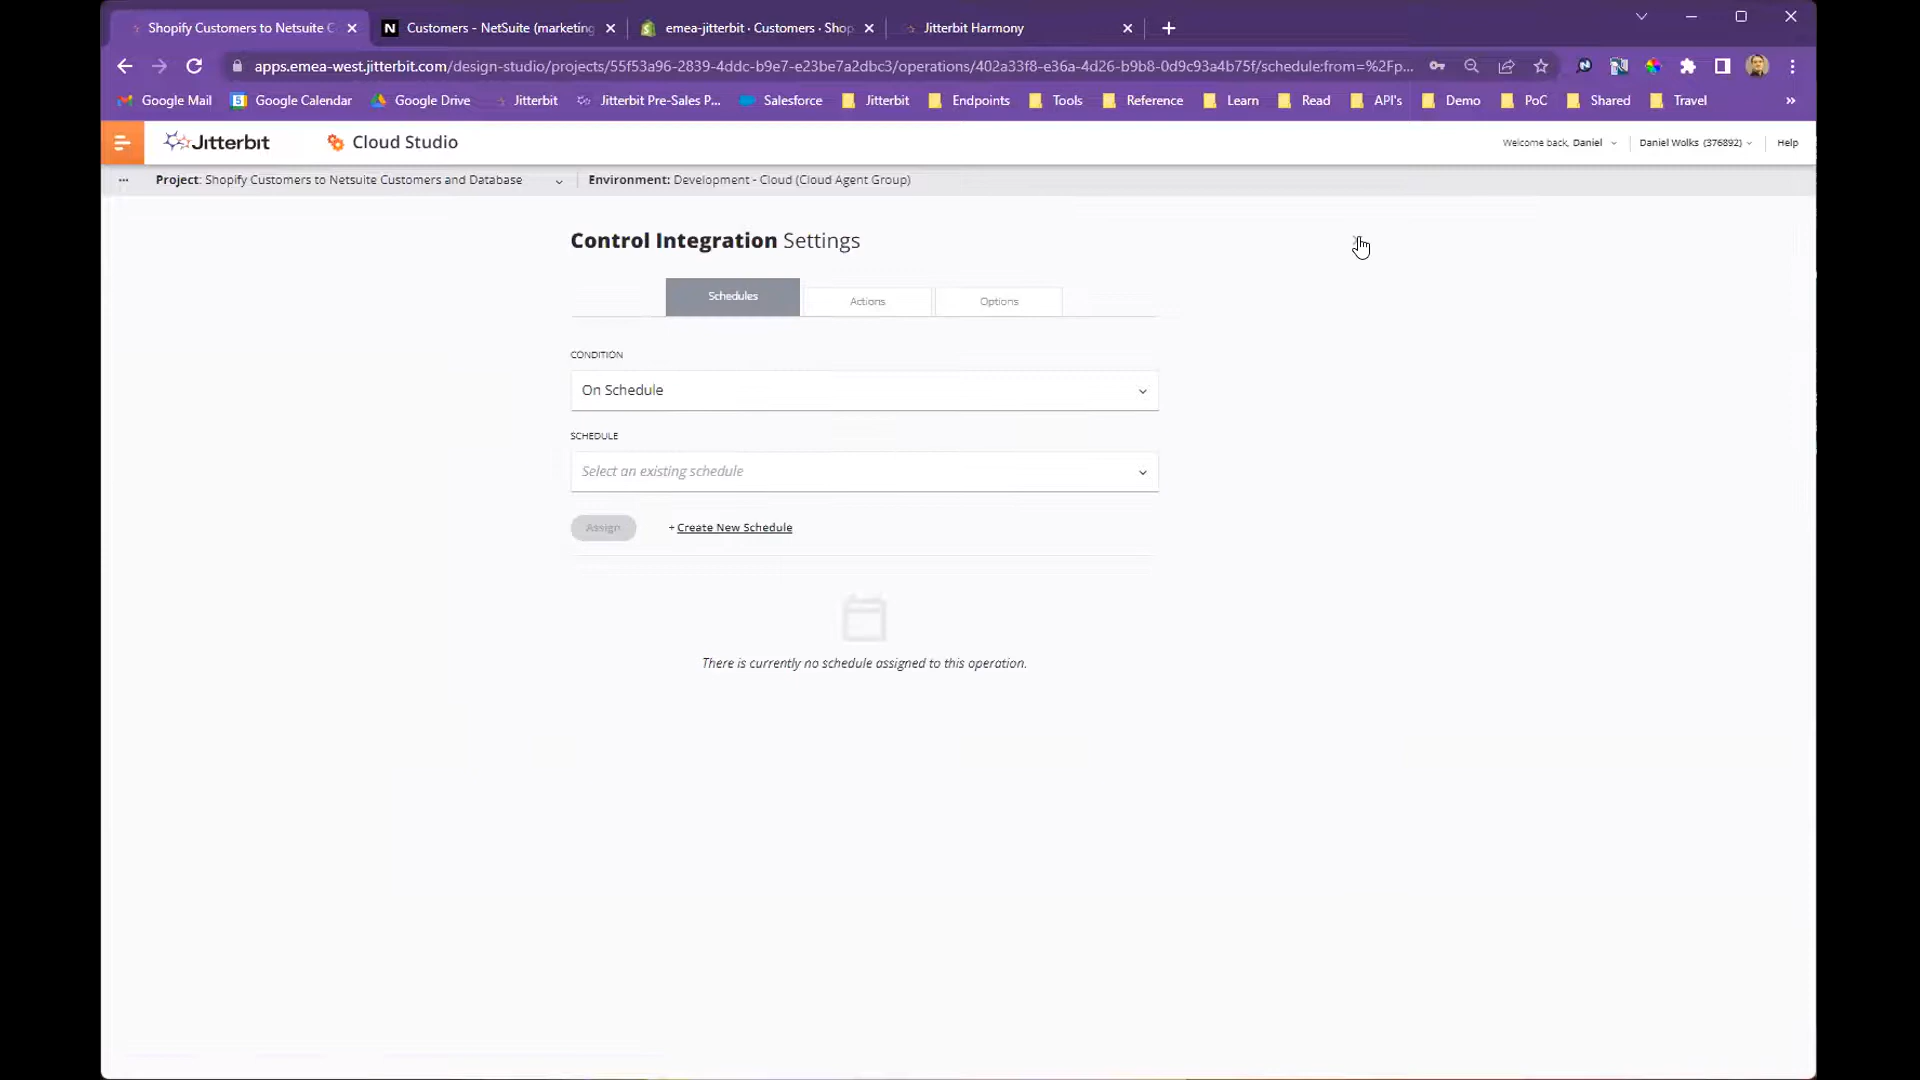 Shopify Customers to Netsuite C
Customers - NetSuite (marketing
emea-jitterbit · Customers · Shop
Jitterbit Harmony
apps.emea-west.jitterbit.com/design-studio/projects/55f53a96-2839-4ddc-b9e7-e23be7a2dbc3/operations/402a33f8-e36a-4d26-b9b8-0d9c93a4b75f/schedule;from=%2Fp...
Google Mail
Google Calendar
Google Drive
Jitterbit
Jitterbit Pre-Sales P...
Salesforce
Jitterbit
Endpoints
Tools
Reference
Learn
Read
API's
Demo
PoC
Shared
Travel
»
Jitterbit
Cloud Studio
Welcome back, Daniel
Daniel Wolks (376892)
Help
... Project: Shopify Customers to Netsuite Customers and Database
Environment: Development - Cloud (Cloud Agent Group)
Control Integration Settings
Schedules
Actions
Options
CONDITION
On Schedule
SCHEDULE
Select an existing schedule
Assign
+ Create New Schedule
There is currently no schedule assigned to this operation.